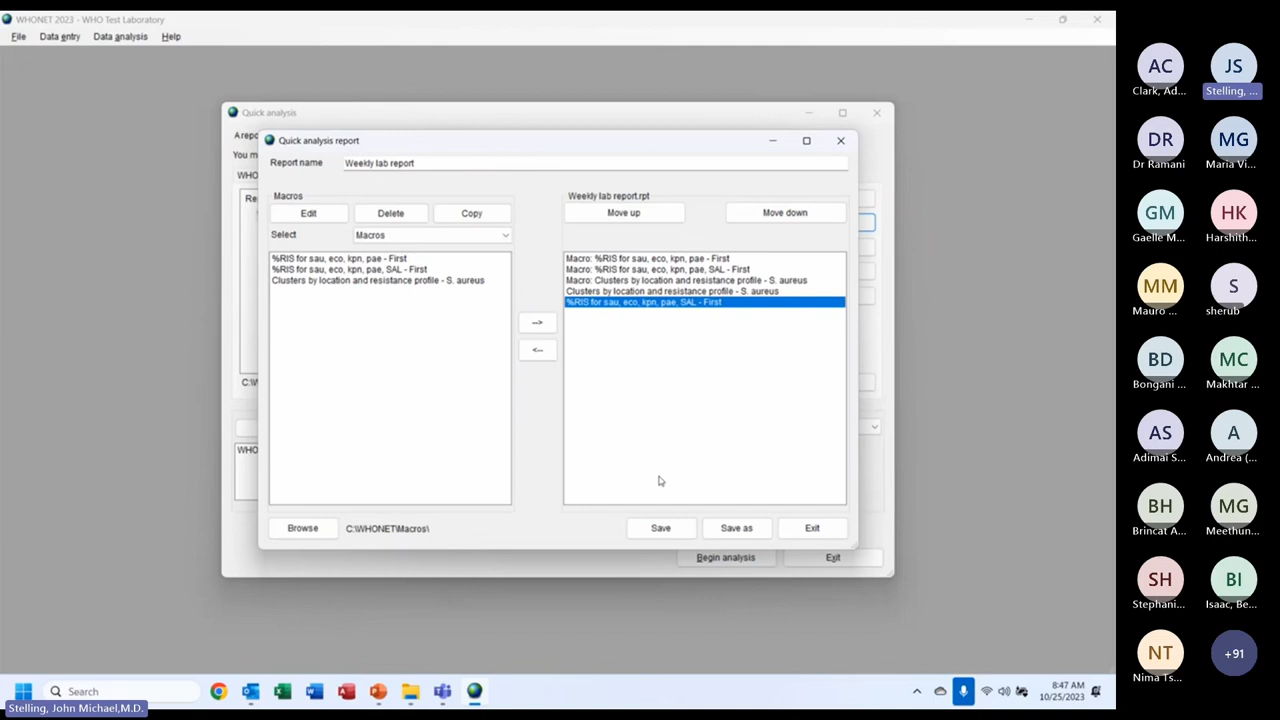 WHONET 2023 - WHO Test Laboratory
File Data entry Data analysis Help
Quick analysis
A repo
You m
WHO
Re
C:\W
WHO
Quick analysis report
Report name Weekly lab report
Macros
Edit Delete Copy
Select Macros
%RIS for sau, eco, kpn, pae - First
%RIS for sau, eco, kpn, pae, SAL - First
Clusters by location and resistance profile - S. aureus
-->
<--
Weekly lab report.rpt
Move up Move down
Macro: %RIS for sau, eco, kpn, pae - First
Macro: %RIS for sau, eco, kpn, pae, SAL - First
Macro: Clusters by location and resistance profile - S. aureus
Clusters by location and resistance profile - S. aureus
%RIS for sau, eco, kpn, pae, SAL - First
Browse C:\WHONET\Macros\
Save Save as Exit
Begin analysis Exit
Search
8:47 AM
10/25/2023
Stelling, John Michael,M.D.
AC JS
Clark, Ad... Stelling, ...
DR MG
Dr Ramani Maria Vi...
GM HK
Gaelle M... Harshith...
MM S
Mauro ... sherub
BD MC
Bongani ... Makhtar ...
AS A
Adimai S... Andrea (...
BH MG
Brincat A... Meethun...
SH BI
Stephani... Isaac, Be...
NT +91
Nima Ts...